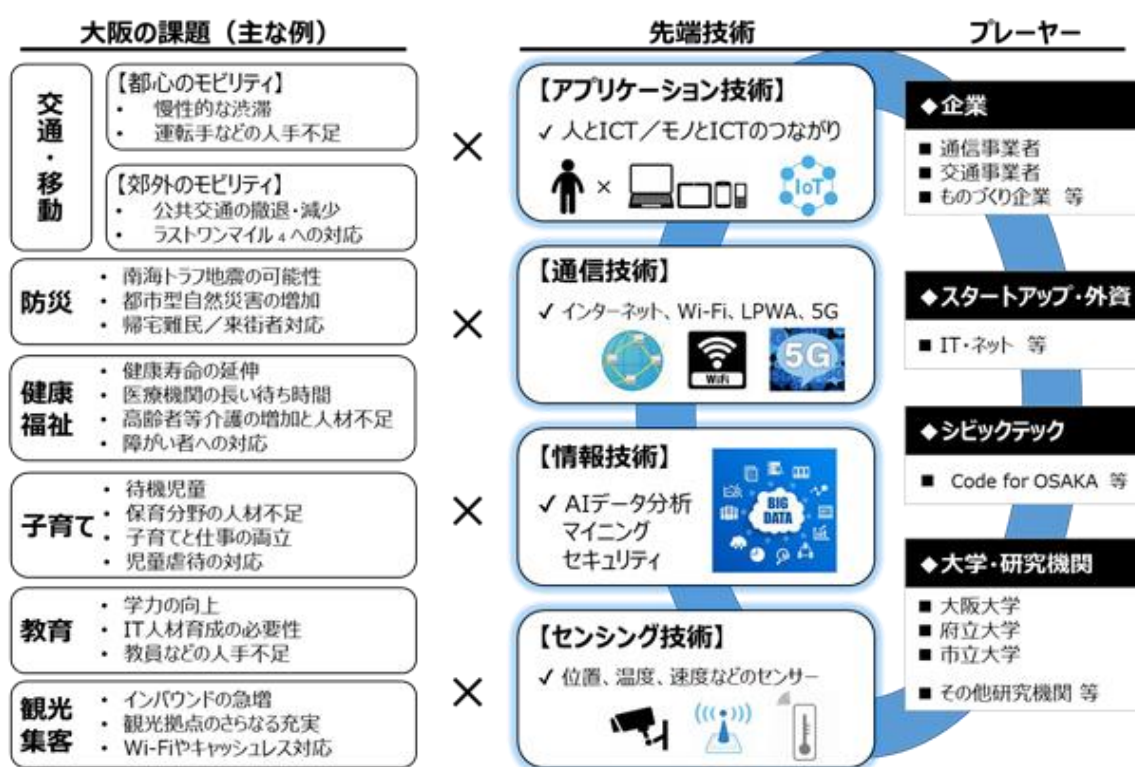 大阪の課題（主な例）
交通・移動
【都心のモビリティ】
・ 慢性的な渋滞
・ 運転手などの人手不足
【郊外のモビリティ】
・ 公共交通の撤退・減少
・ ラストワンマイル 4 への対応
防災
・ 南海トラフ地震の可能性
・ 都市型自然災害の増加
・ 帰宅難民／来街者対応
健康
福祉
・ 健康寿命の延伸
・ 医療機関の長い待ち時間
・ 高齢者等介護の増加と人材不足
・ 障がい者への対応
子育て
・ 待機児童
・ 保育分野の人材不足
・ 子育てと仕事の両立
・ 児童虐待の対応
教育
・ 学力の向上
・ IT人材育成の必要性
・ 教員などの人手不足
観光
集客
・ インバウンドの急増
・ 観光拠点のさらなる充実
・ Wi-Fiやキャッシュレス対応
×
×
×
×
先端技術
【アプリケーション技術】
✓ 人とICT／モノとICTのつながり
×
IoT
【通信技術】
✓ インターネット、Wi-Fi、LPWA、5G
WiFi
5G
【情報技術】
✓ AIデータ分析
マイニング
セキュリティ
BIG
DATA
【センシング技術】
✓ 位置、温度、速度などのセンサー
プレーヤー
◆企業
■ 通信事業者
■ 交通事業者
■ ものづくり企業 等
◆スタートアップ・外資
■ IT・ネット 等
◆シビックテック
■ Code for OSAKA 等
◆大学・研究機関
■ 大阪大学
■ 府立大学
■ 市立大学
■ その他研究機関 等